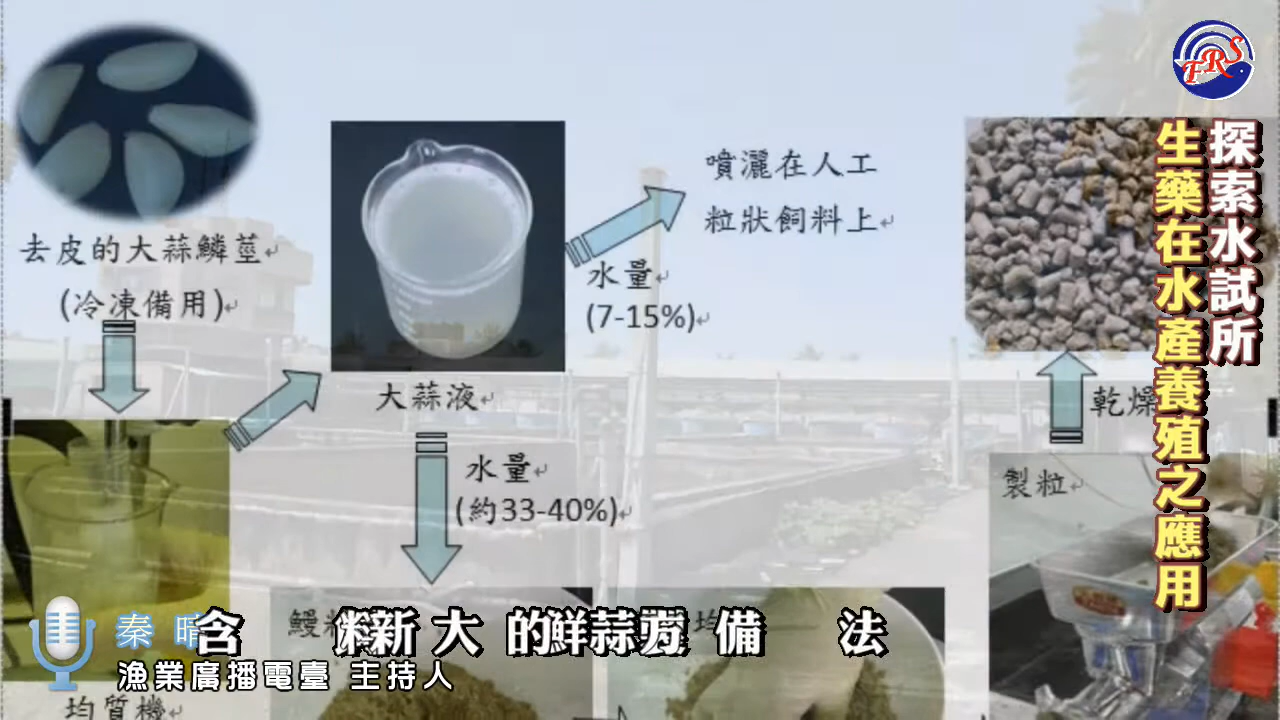 FRS
探索水試所
生藥在水產養殖之應用
去皮的大蒜鱗莖
(冷凍備用)
大蒜液
噴灑在人工
粒狀飼料上
水量
(7-15%)
水量
(約33-40%)
乾燥
製粒
均質機
秦
漁業廣播電臺 主持人